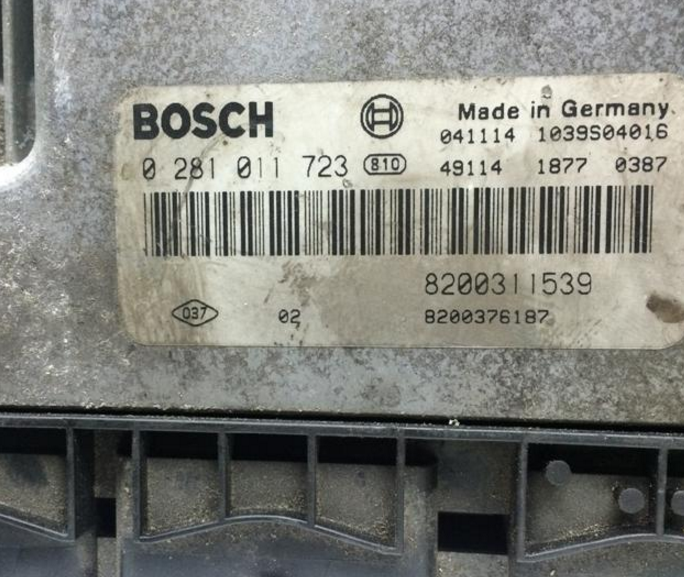 BOSCH
Made in Germany
041114 1039S04016
0 281 011 723 810
49114 1877 0387
8200311539
037 02 8200376187